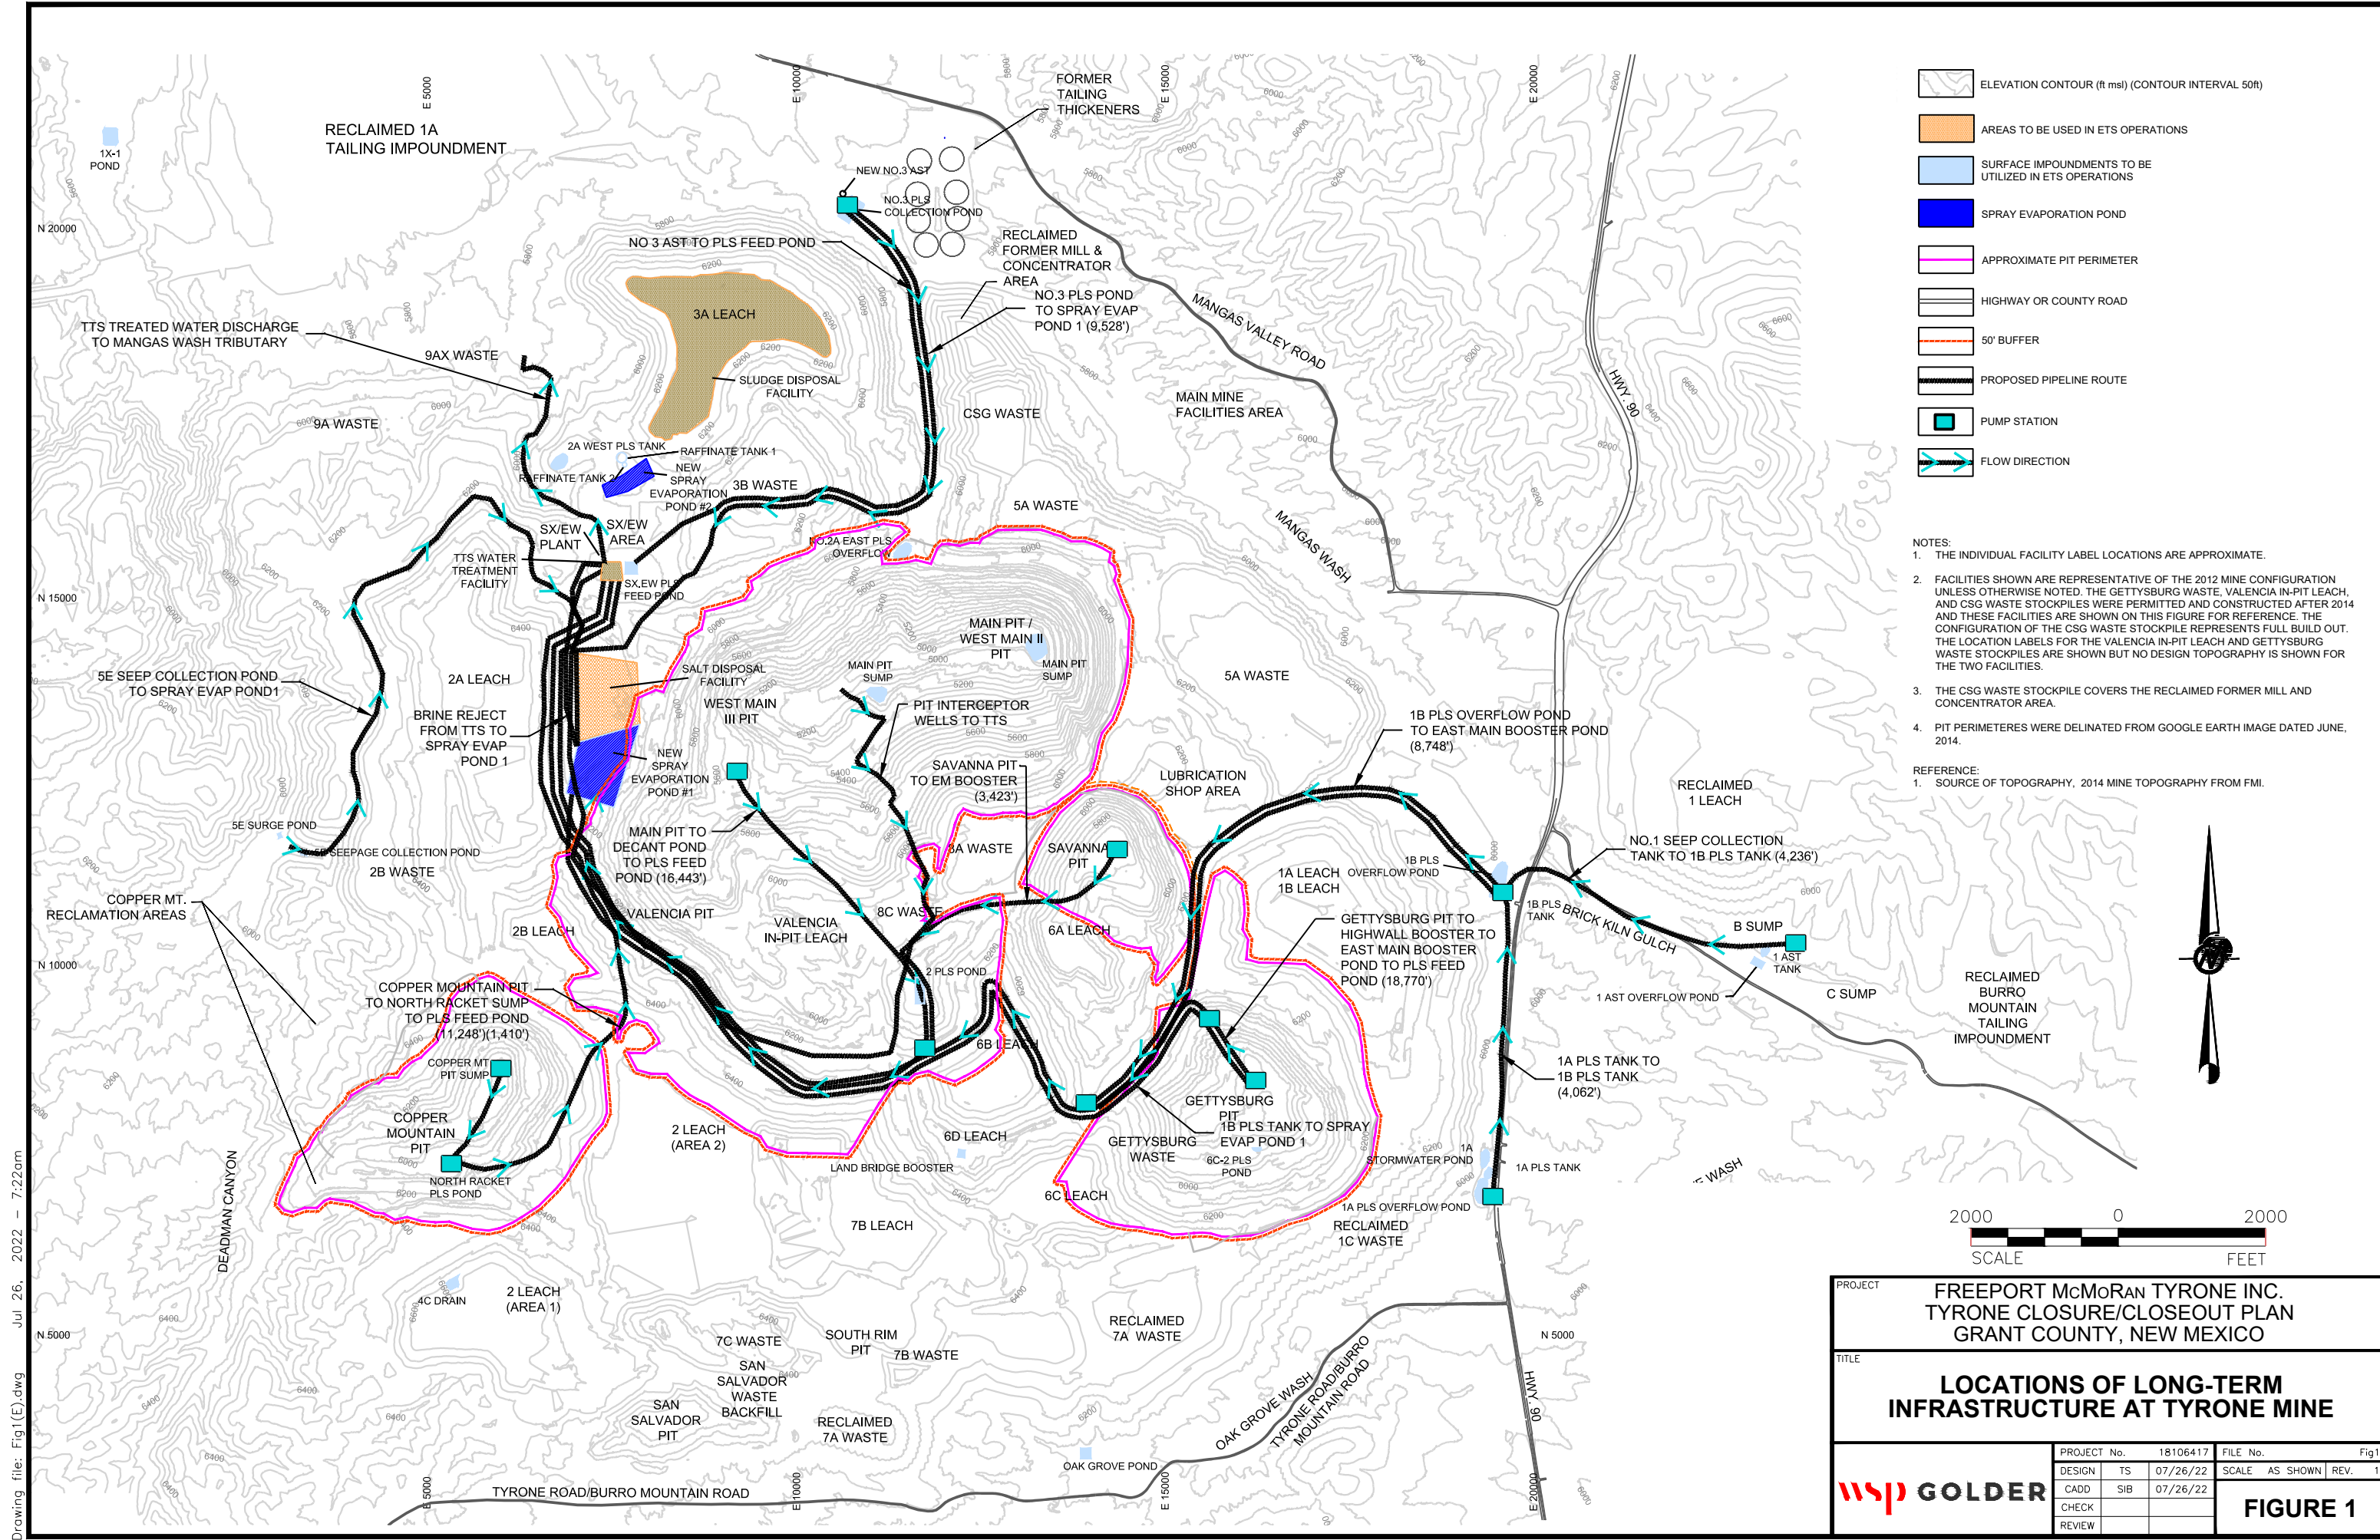 E 5000
E 10000
E 15000
E 20000
FORMER
TAILING
THICKENERS
RECLAIMED 1A
TAILING IMPOUNDMENT
1X-1
POND
NEW NO.3 AST
NO.3 PLS
COLLECTION POND
N 20000
NO 3 AST TO PLS FEED POND
RECLAIMED
FORMER MILL &
CONCENTRATOR
AREA
NO.3 PLS POND
TO SPRAY EVAP
POND 1 (9,528')
MANGAS VALLEY ROAD
3A LEACH
TTS TREATED WATER DISCHARGE
TO MANGAS WASH TRIBUTARY
9AX WASTE
SLUDGE DISPOSAL
FACILITY
CSG WASTE
MAIN MINE
FACILITIES AREA
HWY. 90
9A WASTE
2A WEST PLS TANK
RAFFINATE TANK 1
RAFFINATE TANK 2
NEW
SPRAY
EVAPORATION
POND #2
3B WASTE
5A WASTE
MANGAS WASH
SX/EW
PLANT
SX/EW
AREA
NO.2A EAST PLS
OVERFLOW
TTS WATER
TREATMENT
FACILITY
SX,EW PLS
FEED POND
N 15000
MAIN PIT /
WEST MAIN II
PIT
MAIN PIT
SUMP
MAIN PIT
SUMP
SALT DISPOSAL
FACILITY
5E SEEP COLLECTION POND
TO SPRAY EVAP POND1
2A LEACH
WEST MAIN
III PIT
5A WASTE
PIT INTERCEPTOR
WELLS TO TTS
BRINE REJECT
FROM TTS TO
SPRAY EVAP
POND 1
NEW
SPRAY
EVAPORATION
POND #1
1B PLS OVERFLOW POND
TO EAST MAIN BOOSTER POND
(8,748')
SAVANNA PIT
TO EM BOOSTER
(3,423')
LUBRICATION
SHOP AREA
RECLAIMED
1 LEACH
5E SURGE POND
5E SEEPAGE COLLECTION POND
2B WASTE
MAIN PIT TO
DECANT POND
TO PLS FEED
POND (16,443')
8A WASTE
SAVANNA
PIT
NO.1 SEEP COLLECTION
TANK TO 1B PLS TANK (4,236')
1A LEACH
1B LEACH
1B PLS
OVERFLOW POND
COPPER MT.
RECLAMATION AREAS
2B LEACH
VALENCIA PIT
VALENCIA
IN-PIT LEACH
8C WASTE
6A LEACH
GETTYSBURG PIT TO
HIGHWALL BOOSTER TO
EAST MAIN BOOSTER
POND TO PLS FEED
POND (18,770')
1B PLS
TANK
BRICK KILN GULCH
B SUMP
1 AST
TANK
N 10000
2 PLS POND
COPPER MOUNTAIN PIT
TO NORTH RACKET SUMP
TO PLS FEED POND
(11,248')(1,410')
1 AST OVERFLOW POND
C SUMP
RECLAIMED
BURRO
MOUNTAIN
TAILING
IMPOUNDMENT
6B LEACH
COPPER MT
PIT SUMP
1A PLS TANK TO
1B PLS TANK
(4,062')
COPPER
MOUNTAIN
PIT
2 LEACH
(AREA 2)
6D LEACH
GETTYSBURG
PIT
1B PLS TANK TO SPRAY
EVAP POND 1
GETTYSBURG
WASTE
LAND BRIDGE BOOSTER
6C-2 PLS
POND
1A
STORMWATER POND
1A PLS TANK
E WASH
DEADMAN CANYON
NORTH RACKET
PLS POND
6C LEACH
1A PLS OVERFLOW POND
7B LEACH
RECLAIMED
1C WASTE
4C DRAIN
2 LEACH
(AREA 1)
RECLAIMED
7A WASTE
N 5000
N 5000
7C WASTE
SOUTH RIM
PIT
7B WASTE
SAN
SALVADOR
WASTE
BACKFILL
SAN
SALVADOR
PIT
RECLAIMED
7A WASTE
OAK GROVE WASH
TYRONE ROAD/BURRO
MOUNTAIN ROAD
HWY. 90
OAK GROVE POND
TYRONE ROAD/BURRO MOUNTAIN ROAD
E 5000
E 10000
E 15000
E 20000
ELEVATION CONTOUR (ft msl) (CONTOUR INTERVAL 50ft)
AREAS TO BE USED IN ETS OPERATIONS
SURFACE IMPOUNDMENTS TO BE
UTILIZED IN ETS OPERATIONS
SPRAY EVAPORATION POND
APPROXIMATE PIT PERIMETER
HIGHWAY OR COUNTY ROAD
50' BUFFER
PROPOSED PIPELINE ROUTE
PUMP STATION
FLOW DIRECTION
NOTES:
1. THE INDIVIDUAL FACILITY LABEL LOCATIONS ARE APPROXIMATE.
2. FACILITIES SHOWN ARE REPRESENTATIVE OF THE 2012 MINE CONFIGURATION
UNLESS OTHERWISE NOTED. THE GETTYSBURG WASTE, VALENCIA IN-PIT LEACH,
AND CSG WASTE STOCKPILES WERE PERMITTED AND CONSTRUCTED AFTER 2014
AND THESE FACILITIES ARE SHOWN ON THIS FIGURE FOR REFERENCE. THE
CONFIGURATION OF THE CSG WASTE STOCKPILE REPRESENTS FULL BUILD OUT.
THE LOCATION LABELS FOR THE VALENCIA IN-PIT LEACH AND GETTYSBURG
WASTE STOCKPILES ARE SHOWN BUT NO DESIGN TOPOGRAPHY IS SHOWN FOR
THE TWO FACILITIES.
3. THE CSG WASTE STOCKPILE COVERS THE RECLAIMED FORMER MILL AND
CONCENTRATOR AREA.
4. PIT PERIMETERES WERE DELINATED FROM GOOGLE EARTH IMAGE DATED JUNE,
2014.
REFERENCE:
1. SOURCE OF TOPOGRAPHY, 2014 MINE TOPOGRAPHY FROM FMI.
2000 0 2000
SCALE FEET
PROJECT
FREEPORT McMoRan TYRONE INC.
TYRONE CLOSURE/CLOSEOUT PLAN
GRANT COUNTY, NEW MEXICO
TITLE
LOCATIONS OF LONG-TERM
INFRASTRUCTURE AT TYRONE MINE
wsp GOLDER
PROJECT No. 18106417 FILE No. Fig1
DESIGN TS 07/26/22 SCALE AS SHOWN REV. 1
CADD SIB 07/26/22
CHECK
REVIEW
FIGURE 1
Drawing file: Fig1(E).dwg Jul 26, 2022 - 7:22am